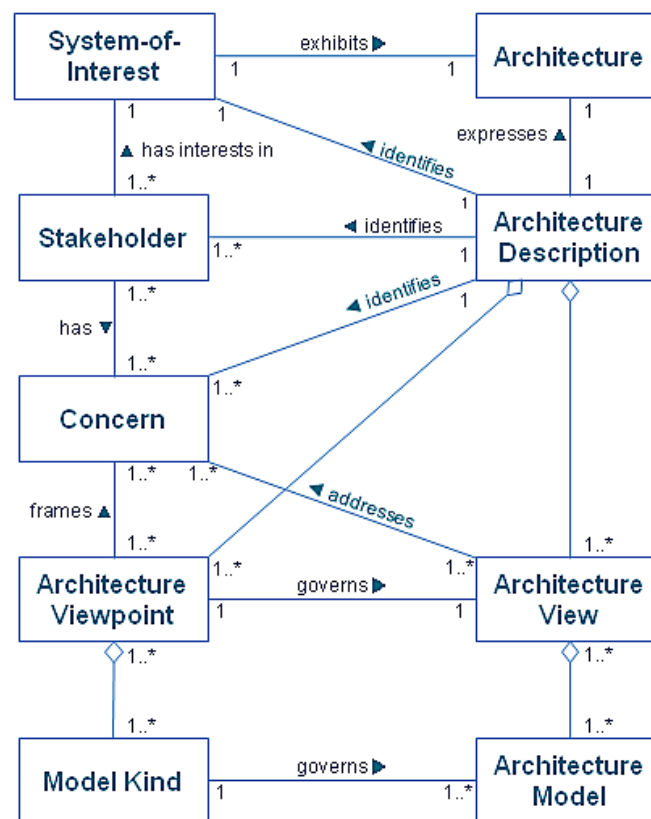 System-of-
Interest
exhibits ►
Architecture
1
1
1
1
1
▲ has interests in
◄ identifies
expresses ▲
1..*
1
1
Stakeholder
◄ identifies
Architecture
Description
1..*
1
1..*
◄ identifies
1
has ▼
1..*
1..*
Concern
1..*
1..*
◄ addresses
frames ▲
1..*
1..*
1..*
1..*
Architecture
Viewpoint
governs ►
Architecture
View
1
1
1..*
1..*
1..*
1..*
Model Kind
governs ►
Architecture
Model
1
1..*